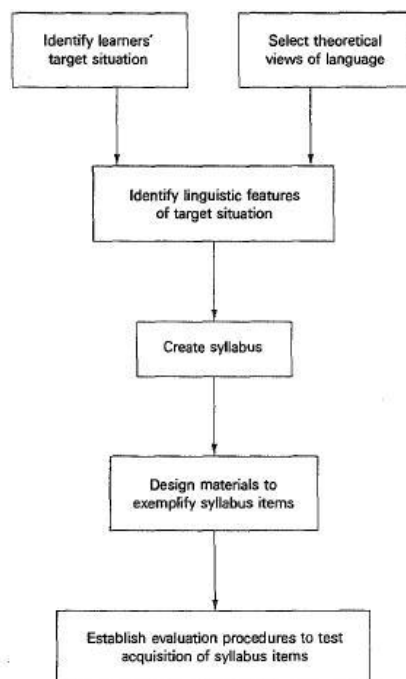 Identify learners'
target situation
Select theoretical
views of language
Identify linguistic features
of target situation
Create syllabus
Design materials to
exemplify syllabus items
Establish evaluation procedures to test
acquisition of syllabus items